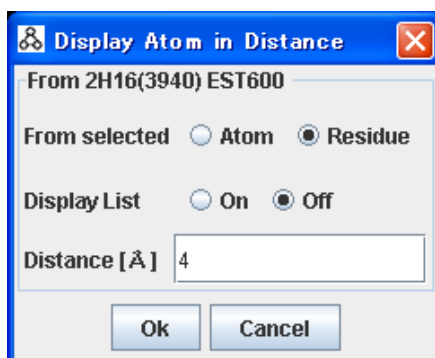 Display Atom in Distance
From 2H16(3940) EST600
From selected Atom Residue
Display List On Off
Distance [Å] 4
Ok Cancel